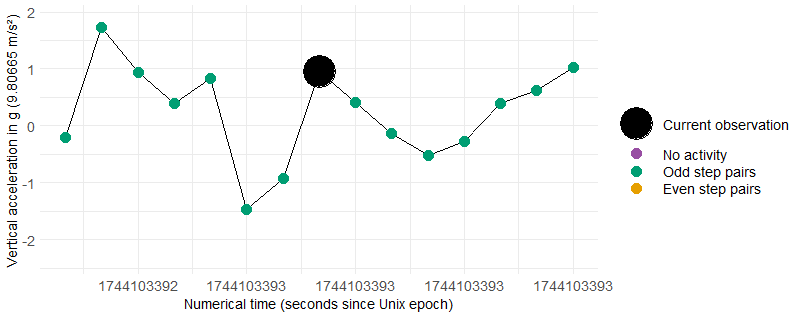 Vertical acceleration in g (9.80665 m/s²)
2
1
0
-1
-2
1744103392
1744103393
1744103393
1744103393
1744103393
Numerical time (seconds since Unix epoch)
Current observation
No activity
Odd step pairs
Even step pairs